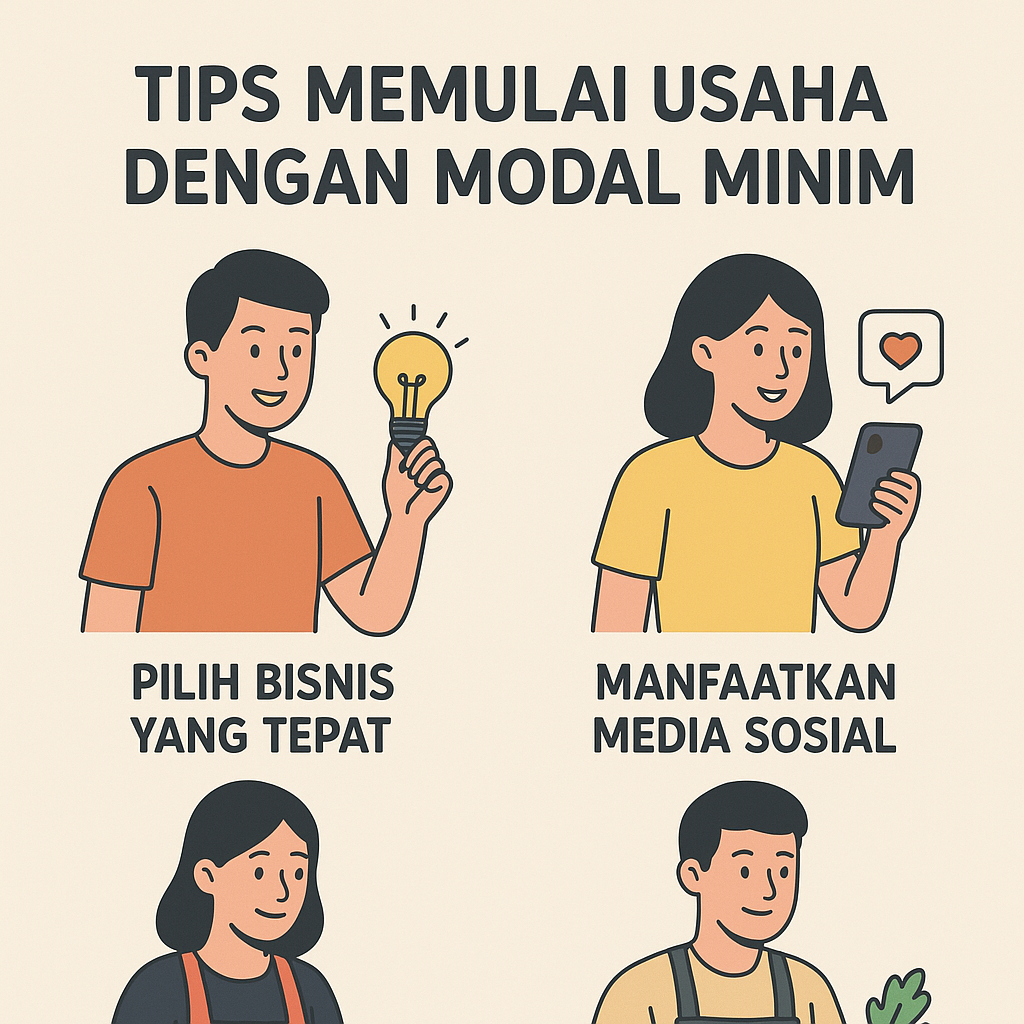 TIPS MEMULAI USAHA
DENGAN MODAL MINIM
PILIH BISNIS
YANG TEPAT
MANFAATKAN
MEDIA SOSIAL